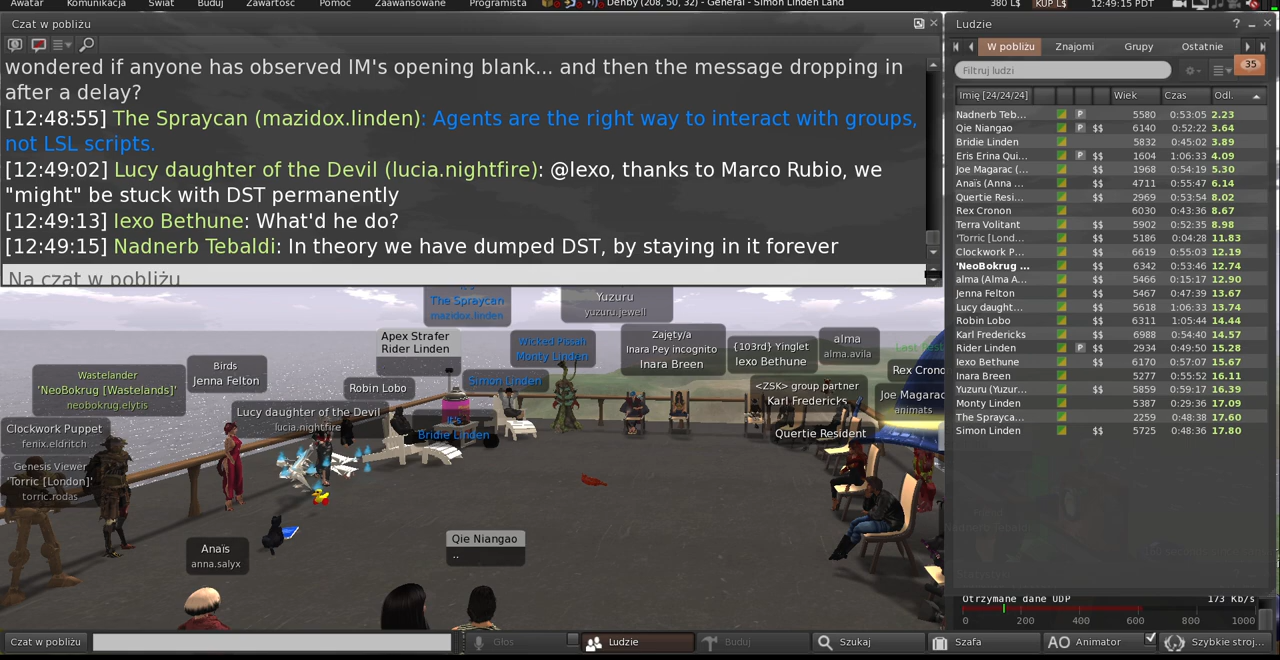 Awatar Komunikacja Świat Buduj Zawartość Pomoc Zaawansowane Programista Denby (208, 50, 32) - General - Simon Linden Land 380 L$ KUP L$ 12:49:15 PDT
Czat w pobliżu
wondered if anyone has observed IM's opening blank... and then the message dropping in
after a delay?
[12:48:55] The Spraycan (mazidox.linden): Agents are the right way to interact with groups,
not LSL scripts.
[12:49:02] Lucy daughter of the Devil (lucia.nightfire): @Iexo, thanks to Marco Rubio, we
"might" be stuck with DST permanently
[12:49:13] Iexo Bethune: What'd he do?
[12:49:15] Nadnerb Tebaldi: In theory we have dumped DST, by staying in it forever
Na czat w pobliżu
The Spraycan
mazidox.linden
Yuzuru
yuzuru.jewell
Apex Strafer
Rider Linden
Wicked Pissah
Monty Linden
Zajęty/a
Inara Pey incognito
Inara Breen
{103rd} Yinglet
Iexo Bethune
alma
alma.avila
Rex Crono
Wastelander
'NeoBokrug [Wastelands]'
neobokrug.elytis
Birds
Jenna Felton
Robin Lobo
Simon Linden
<ZSK> group partner
Karl Fredericks
Joe Magarac
animats
Lucy daughter of the Devil
lucia.nightfire
It's
Bridie Linden
Clockwork Puppet
fenix.eldritch
Quertie Resident
Genesis Viewer
'Torric [London]'
torric.rodas
Anaïs
anna.salyx
Qie Niangao
..
Ludzie
W pobliżu Znajomi Grupy Ostatnie
Filtruj ludzi 35
Imię [24/24/24] Wiek Czas Odl.
Nadnerb Teb... P 5580 0:53:05 2.23
Qie Niangao P $$ 6140 0:52:22 3.64
Bridie Linden 5832 0:45:02 3.89
Eris Erina Qui... P $$ 1604 1:06:33 4.09
Joe Magarac (... $$ 1968 0:54:19 5.30
Anaïs (Anna ... $$ 4711 0:55:47 6.14
Quertie Resi... $$ 2969 0:53:54 8.02
Rex Cronon 6030 0:43:36 8.67
Terra Volitant $$ 5902 0:52:35 8.98
'Torric [Lond... $$ 5186 0:04:28 11.83
Clockwork P... $$ 6619 0:55:03 12.19
'NeoBokrug ... $$ 6342 0:53:46 12.74
alma (Alma A... $$ 5466 0:15:17 12.90
Jenna Felton $$ 5467 0:47:39 13.67
Lucy daught... $$ 5618 1:06:33 13.74
Robin Lobo $$ 6311 1:05:44 14.44
Karl Fredericks $$ 6988 0:54:40 14.57
Rider Linden P $$ 2934 0:49:50 15.28
Iexo Bethune $$ 6170 0:57:07 15.67
Inara Breen 5277 0:55:52 16.11
Yuzuru (Yuzur... $$ 5859 0:59:17 16.39
Monty Linden 5387 0:29:36 17.09
The Sprayca... 2259 0:48:38 17.60
Simon Linden $$ 5725 0:48:36 17.80
Otrzymane dane UDP 173 Kb/s
0 200 400 600 800 1000
Czat w pobliżu Głos Ludzie Buduj Szukaj Szafa AO Animator Szybkie stroj...